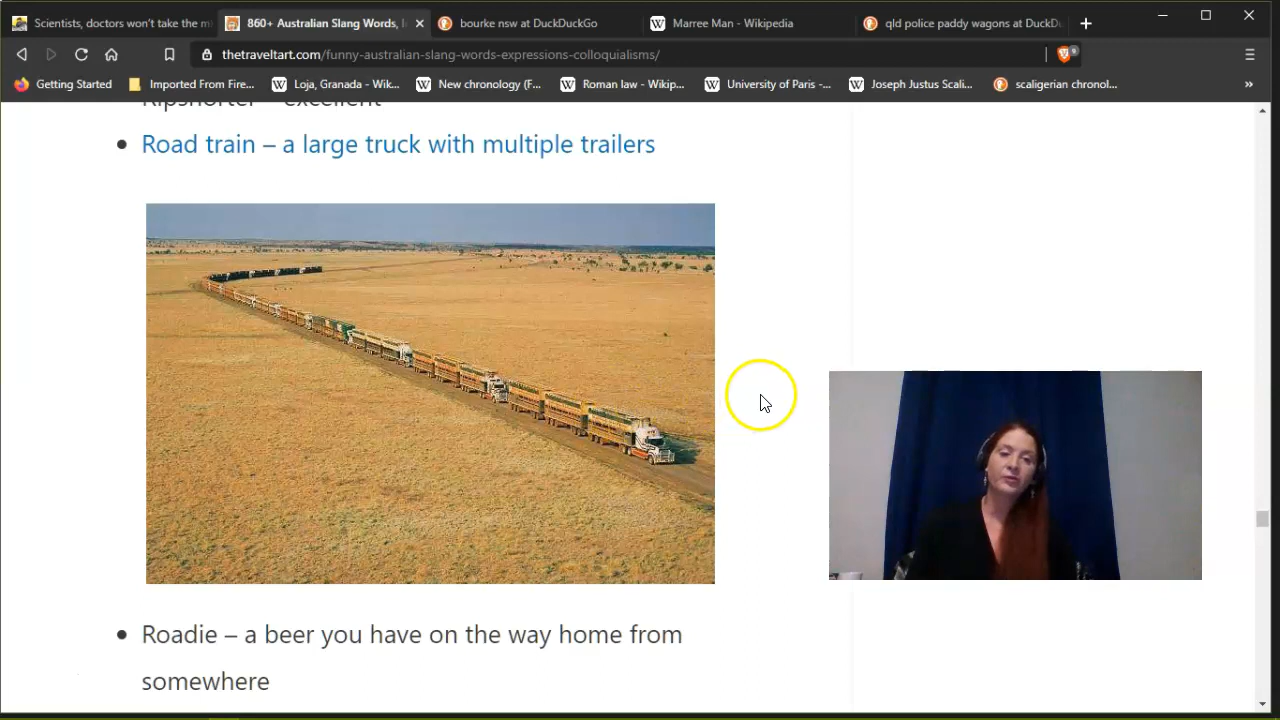 Scientists, doctors won't take the m
860+ Australian Slang Words, I
bourke nsw at DuckDuckGo
Marree Man - Wikipedia
qld police paddy wagons at DuckDu
thetraveltart.com/funny-australian-slang-words-expressions-colloquialisms/
Getting Started
Imported From Fire...
Loja, Granada - Wik...
New chronology (F...
Roman law - Wikip...
University of Paris -...
Joseph Justus Scali...
scaligerian chronol...
Ripsnorter – excellent
Road train – a large truck with multiple trailers
Roadie – a beer you have on the way home from
somewhere